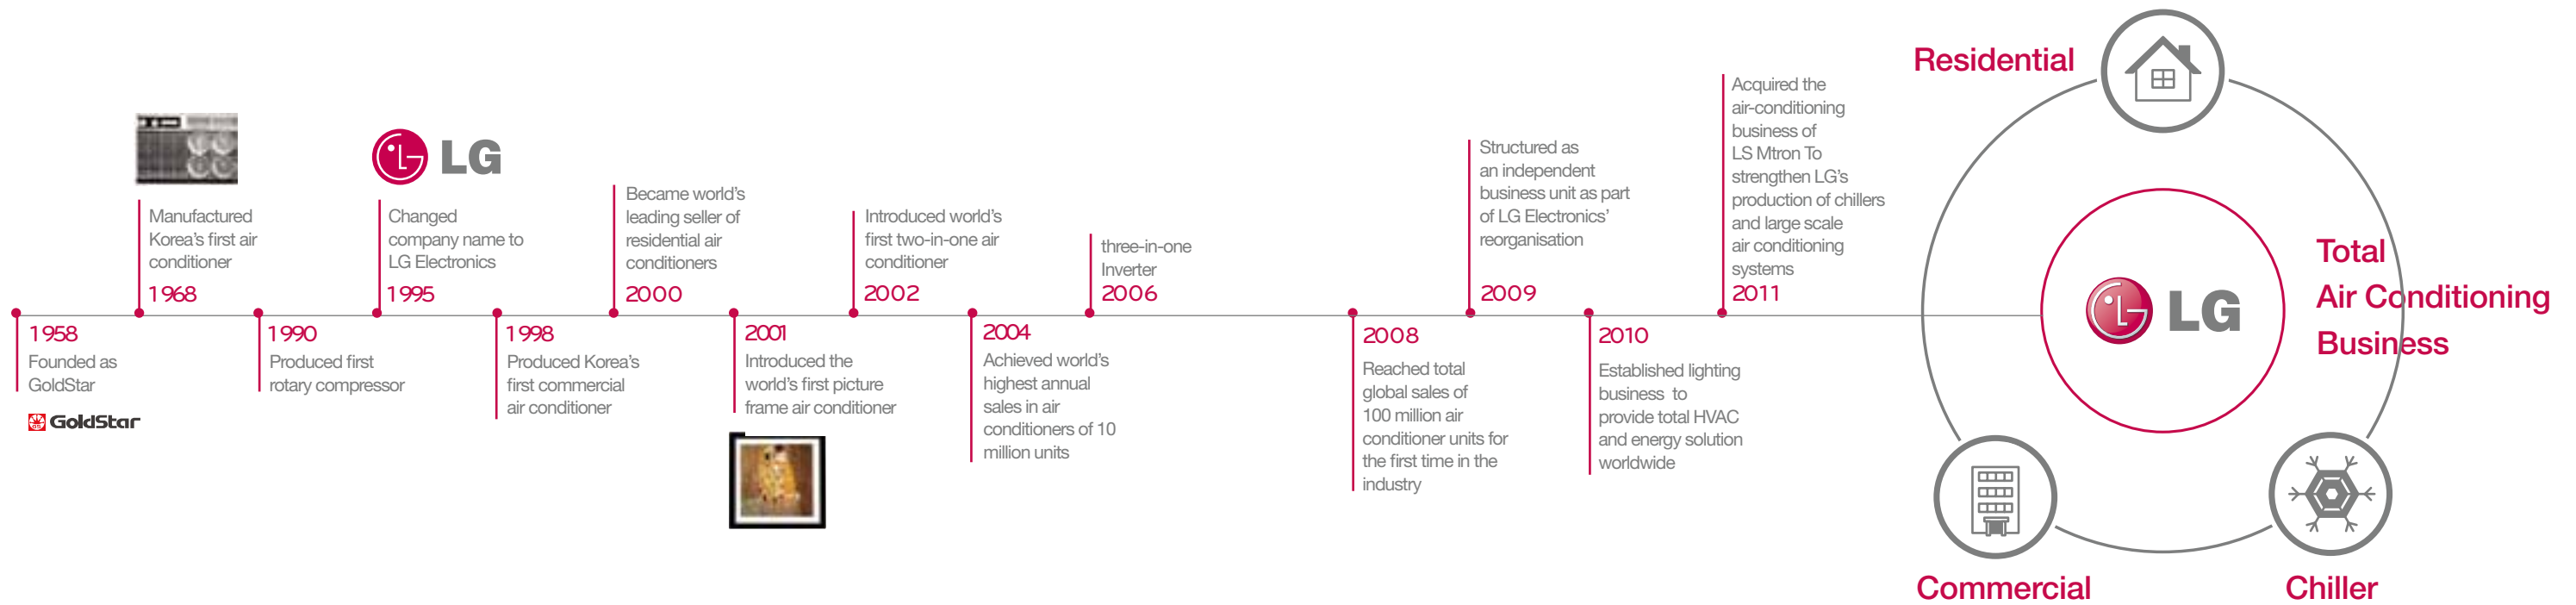 1958
Founded as
GoldStar
GoldStar
Manufactured
Korea's first air
conditioner
1968
1990
Produced first
rotary compressor
LG
Changed
company name to
LG Electronics
1995
1998
Produced Korea's
first commercial
air conditioner
Became world's
leading seller of
residential air
conditioners
2000
2001
Introduced the
world's first picture
frame air conditioner
Introduced world's
first two-in-one air
conditioner
2002
2004
Achieved world's
highest annual
sales in air
conditioners of 10
million units
three-in-one
Inverter
2006
2008
Reached total
global sales of
100 million air
conditioner units for
the first time in the
industry
Structured as
an independent
business unit as part
of LG Electronics'
reorganisation
2009
2010
Established lighting
business to
provide total HVAC
and energy solution
worldwide
Acquired the
air-conditioning
business of
LS Mtron To
strengthen LG's
production of chillers
and large scale
air conditioning
systems
2011
Residential
LG
Total
Air Conditioning
Business
Commercial
Chiller